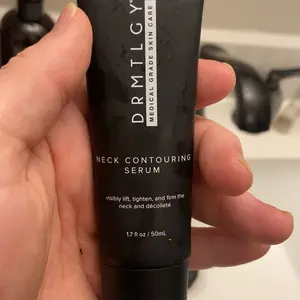 DRMTLGY
MEDICAL GRADE SKIN CARE
NECK CONTOURING
SERUM
visibly lift, tighten, and firm the
neck and décolleté
1.7 fl oz / 50mL